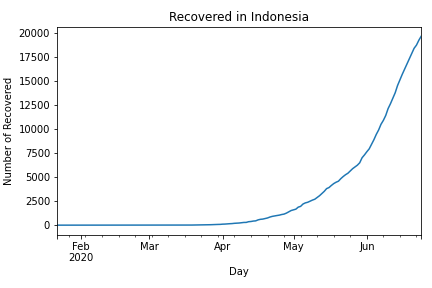 Recovered in Indonesia
Number of Recovered
20000
17500
15000
12500
10000
7500
5000
2500
0
Feb
2020
Mar
Apr
May
Jun
Day